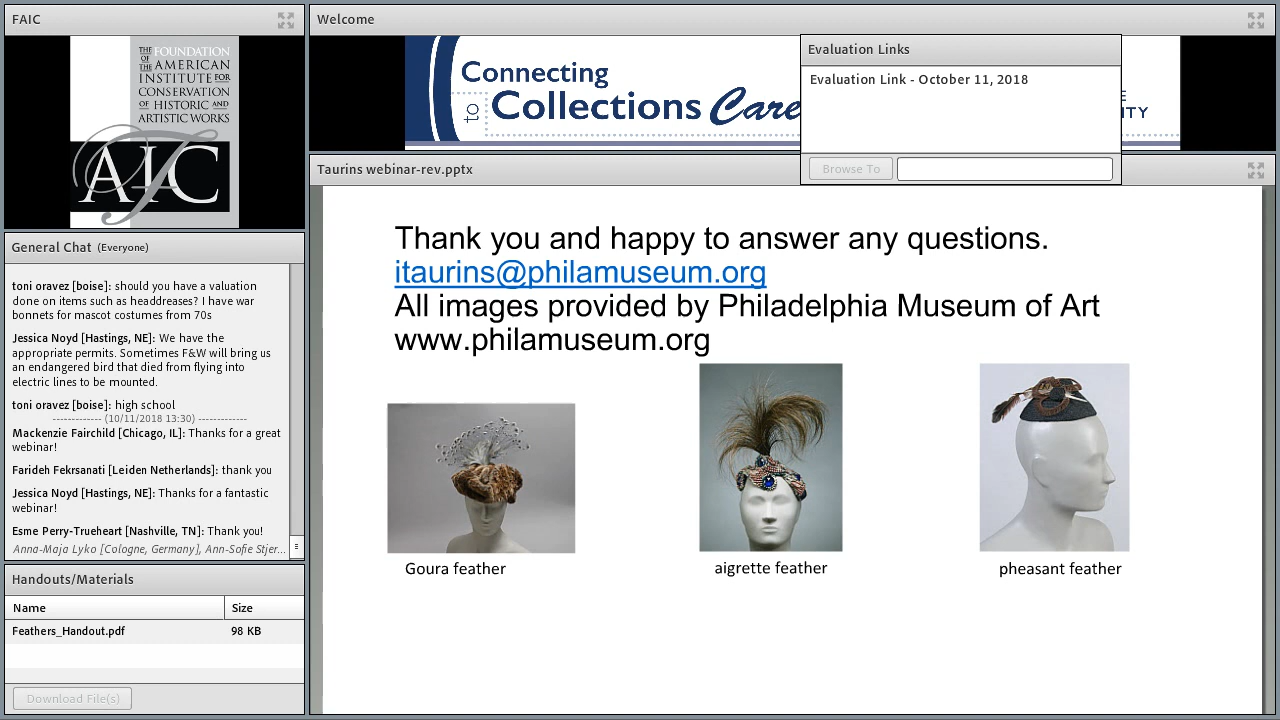 FAIC
THE FOUNDATION
OF THE AMERICAN
INSTITUTE FOR
CONSERVATION
OF HISTORIC AND
ARTISTIC WORKS
AIC
General Chat (Everyone)
toni oravez [boise]: should you have a valuation
done on items such as headdreases? I have war
bonnets for mascot costumes from 70s
Jessica Noyd [Hastings, NE]: We have the
appropriate permits. Sometimes F&W will bring us
an endangered bird that died from flying into
electric lines to be mounted.
toni oravez [boise]: high school
------------- (10/11/2018 13:30) -------------
Mackenzie Fairchild [Chicago, IL]: Thanks for a great
webinar!
Farideh Fekrsanati [Leiden Netherlands]: thank you
Jessica Noyd [Hastings, NE]: Thanks for a fantastic
webinar!
Esme Perry-Trueheart [Nashville, TN]: Thank you!
Anna-Maja Lyko [Cologne, Germany], Ann-Sofie Stjer...
Handouts/Materials
Name Size
Feathers_Handout.pdf 98 KB
Download File(s)
Welcome
Connecting
to Collections Care
Evaluation Links
Evaluation Link - October 11, 2018
Browse To
E
ITY
Taurins webinar-rev.pptx
Thank you and happy to answer any questions.
itaurins@philamuseum.org
All images provided by Philadelphia Museum of Art
www.philamuseum.org
Goura feather
aigrette feather
pheasant feather